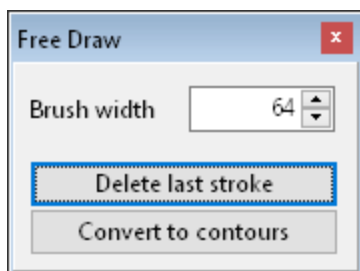 Free Draw
Brush width 64
Delete last stroke
Convert to contours